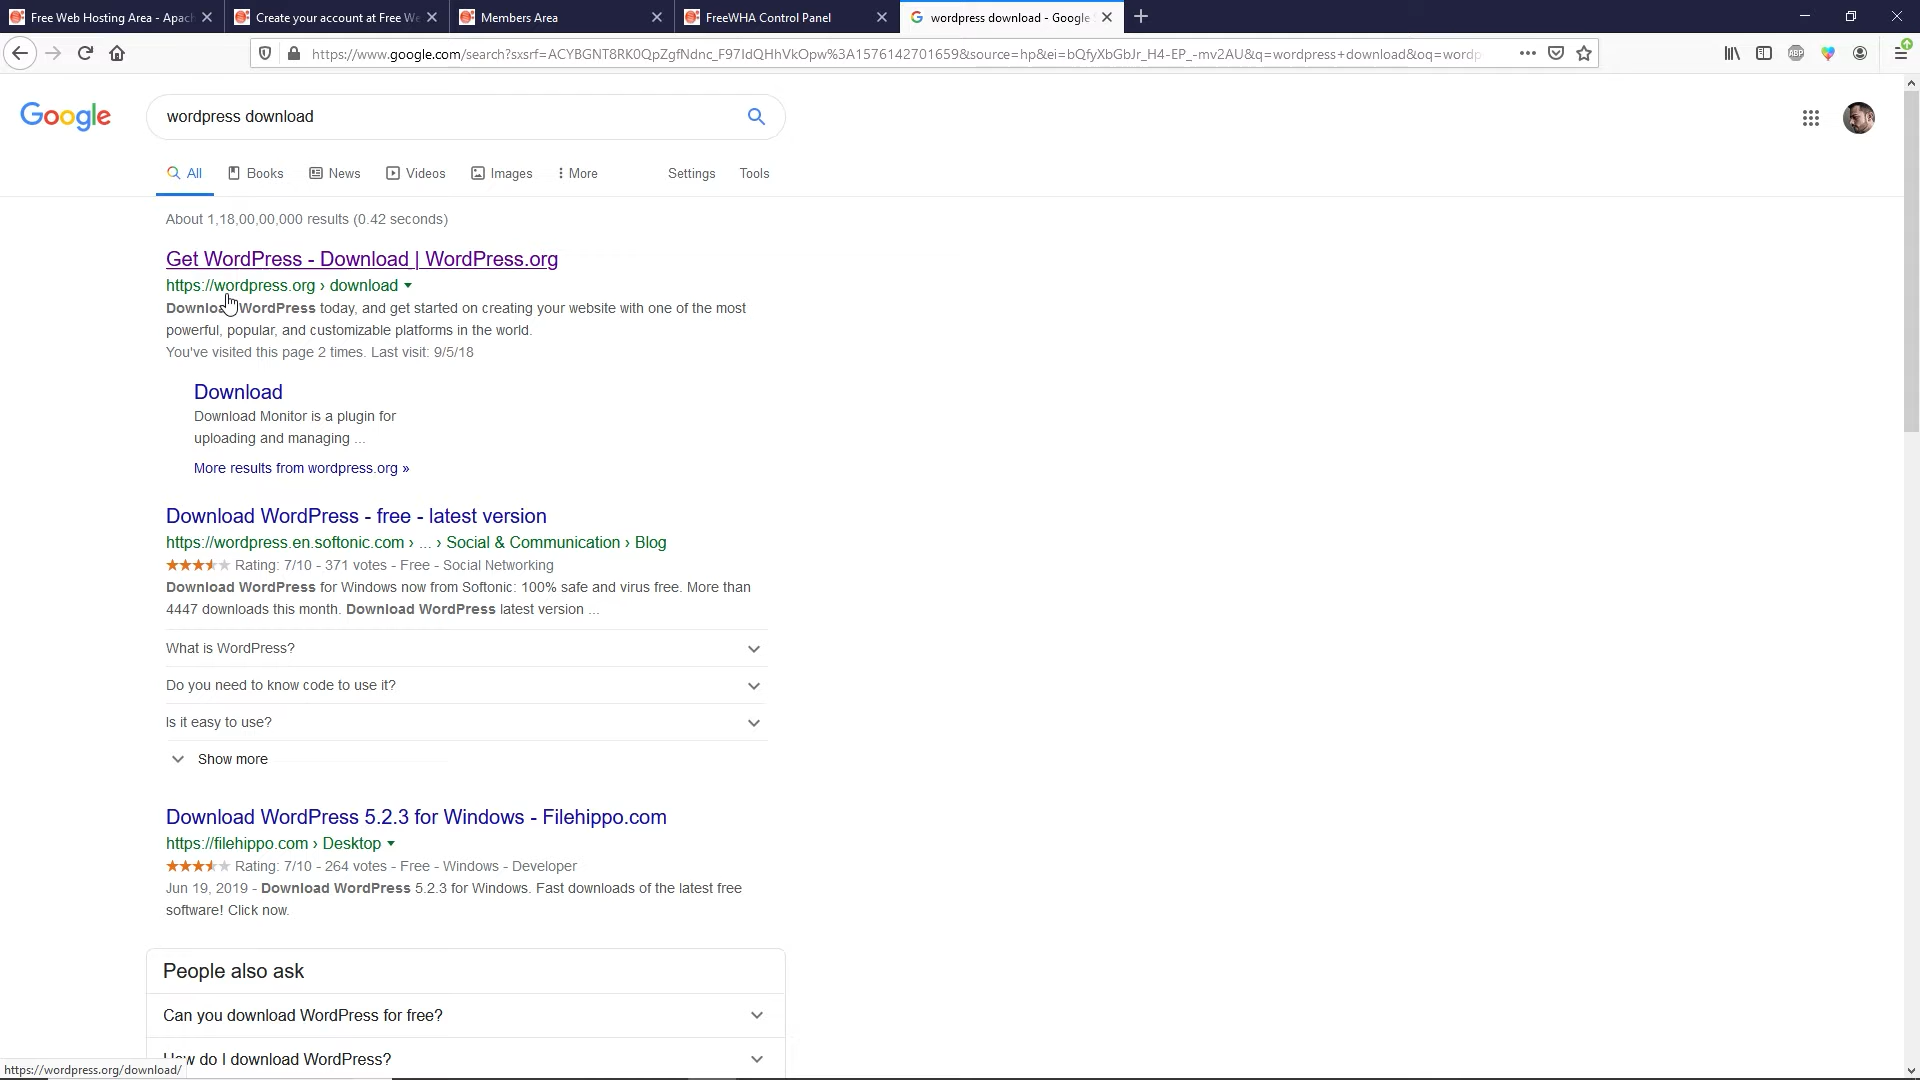 Free Web Hosting Area - Apac
Create your account at Free We
Members Area
FreeWHA Control Panel
wordpress download - Google
https://www.google.com/search?sxsrf=ACYBGNT8RK0QpZgfNdnc_F97IdQHhVkOpw%3A1576142701659&source=hp&ei=bQfyXbGbJr_H4-EP_-mv2AU&q=wordpress+download&oq=wordp
ABP
Google
wordpress download
All
Books
News
Videos
Images
More
Settings
Tools
About 1,18,00,00,000 results (0.42 seconds)
Get WordPress - Download | WordPress.org
https://wordpress.org › download
Download WordPress today, and get started on creating your website with one of the most
powerful, popular, and customizable platforms in the world.
You've visited this page 2 times. Last visit: 9/5/18
Download
Download Monitor is a plugin for
uploading and managing ...
More results from wordpress.org »
Download WordPress - free - latest version
https://wordpress.en.softonic.com › ... › Social & Communication › Blog
Rating: 7/10 - 371 votes - Free - Social Networking
Download WordPress for Windows now from Softonic: 100% safe and virus free. More than
4447 downloads this month. Download WordPress latest version ...
What is WordPress?
Do you need to know code to use it?
Is it easy to use?
Show more
Download WordPress 5.2.3 for Windows - Filehippo.com
https://filehippo.com › Desktop
Rating: 7/10 - 264 votes - Free - Windows - Developer
Jun 19, 2019 - Download WordPress 5.2.3 for Windows. Fast downloads of the latest free
software! Click now.
People also ask
Can you download WordPress for free?
How do I download WordPress?
https://wordpress.org/download/